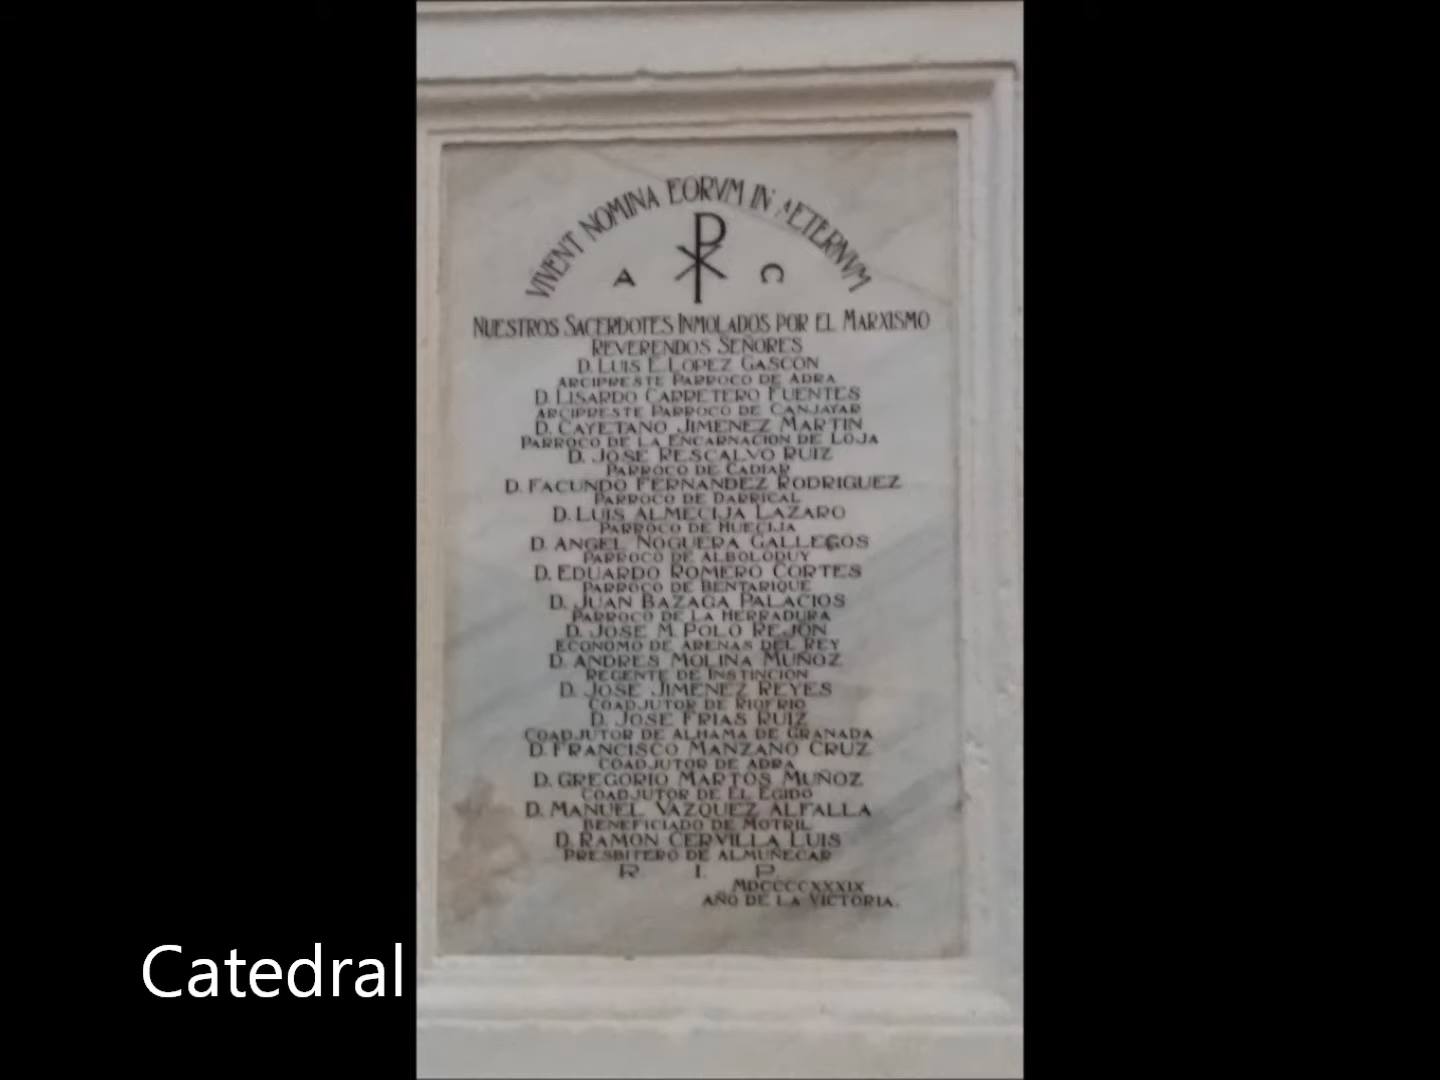 VIVENT NOMINA EORVM IN AETERNVM
A Ω
NUESTROS SACERDOTES INMOLADOS POR EL MARXISMO
REVERENDOS SEÑORES
D. LUIS E. LOPEZ GASCON
ARCIPRESTE PARROCO DE ADRA
D. LISARDO CARRETERO FUENTES
ARCIPRESTE PARROCO DE CANJAYAR
D. CAYETANO JIMENEZ MARTIN
PARROCO DE LA ENCARNACION DE LOJA
D. JOSE RESCALVO RUIZ
PARROCO DE CADIAR
D. FACUNDO FERNANDEZ RODRIGUEZ
PARROCO DE DARRICAL
D. LUIS ALMECIJA LAZARO
PARROCO DE HUECIJA
D. ANGEL NOGUERA GALLEGOS
PARROCO DE ALBOLODUY
D. EDUARDO ROMERO CORTES
PARROCO DE BENTARIQUE
D. JUAN BAZAGA PALACIOS
PARROCO DE LA HERRADURA
D. JOSE M. POLO REJON
ECONOMO DE ARENAS DEL REY
D. ANDRES MOLINA MUÑOZ
REGENTE DE INSTINCION
D. JOSE JIMENEZ REYES
COADJUTOR DE RIOFRIO
D. JOSE FRIAS RUIZ
COADJUTOR DE ALHAMA DE GRANADA
D. FRANCISCO MANZANO CRUZ
COADJUTOR DE ADRA
D. GREGORIO MARTOS MUÑOZ
COADJUTOR DE EL EGIDO
D. MANUEL VAZQUEZ ALFALLA
BENEFICIADO DE MOTRIL
D. RAMON CERVILLA LUIS
PRESBITERO DE ALMUÑECAR
R. I. P.
MDCCCCXXXIX
AÑO DE LA VICTORIA.
Catedral